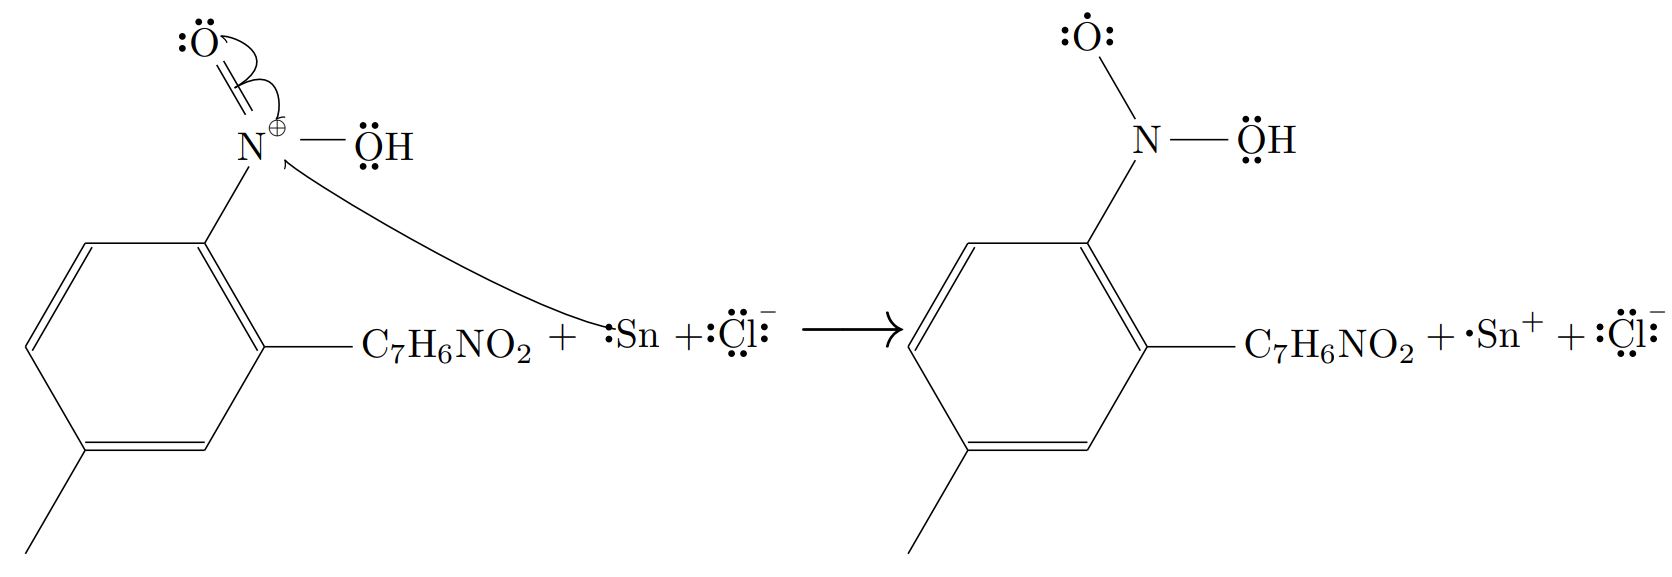 :Ö Ȯ:
N⊕ ÖH N ÖH
C₇H₆NO₂ + :Sn + :Cl:⁻ ⟶ C₇H₆NO₂ + ·Sn⁺ + :Cl:⁻